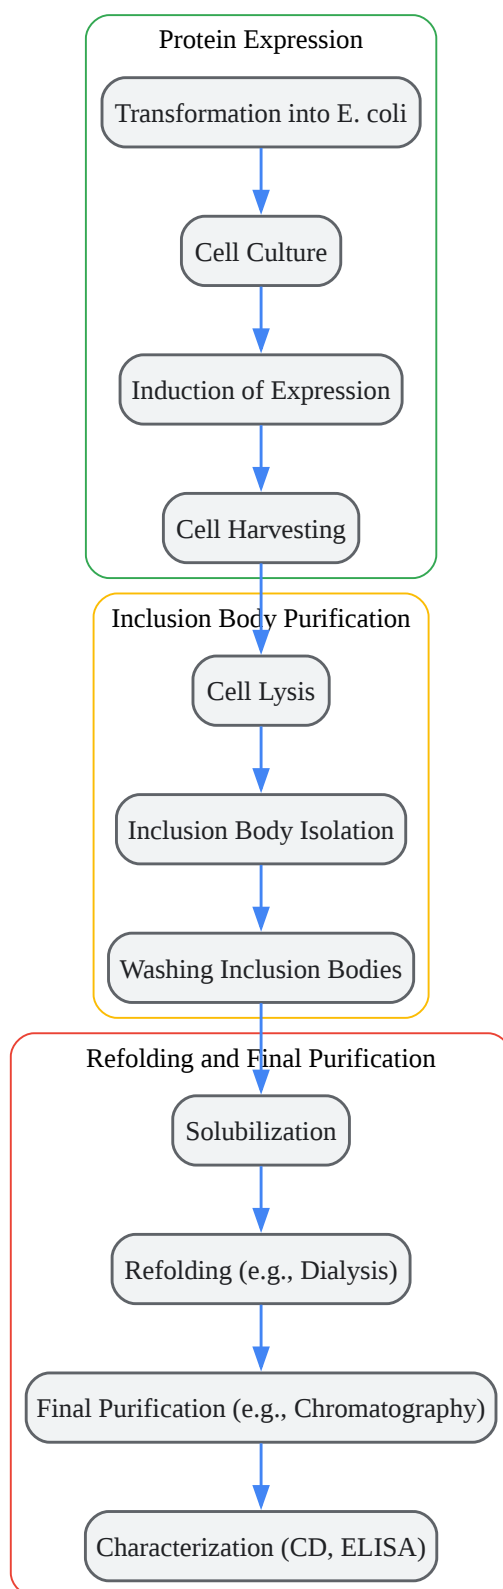 Protein Expression
Transformation into E. coli
Cell Culture
Induction of Expression
Cell Harvesting
Inclusion Body Purification
Cell Lysis
Inclusion Body Isolation
Washing Inclusion Bodies
Refolding and Final Purification
Solubilization
Refolding (e.g., Dialysis)
Final Purification (e.g., Chromatography)
Characterization (CD, ELISA)